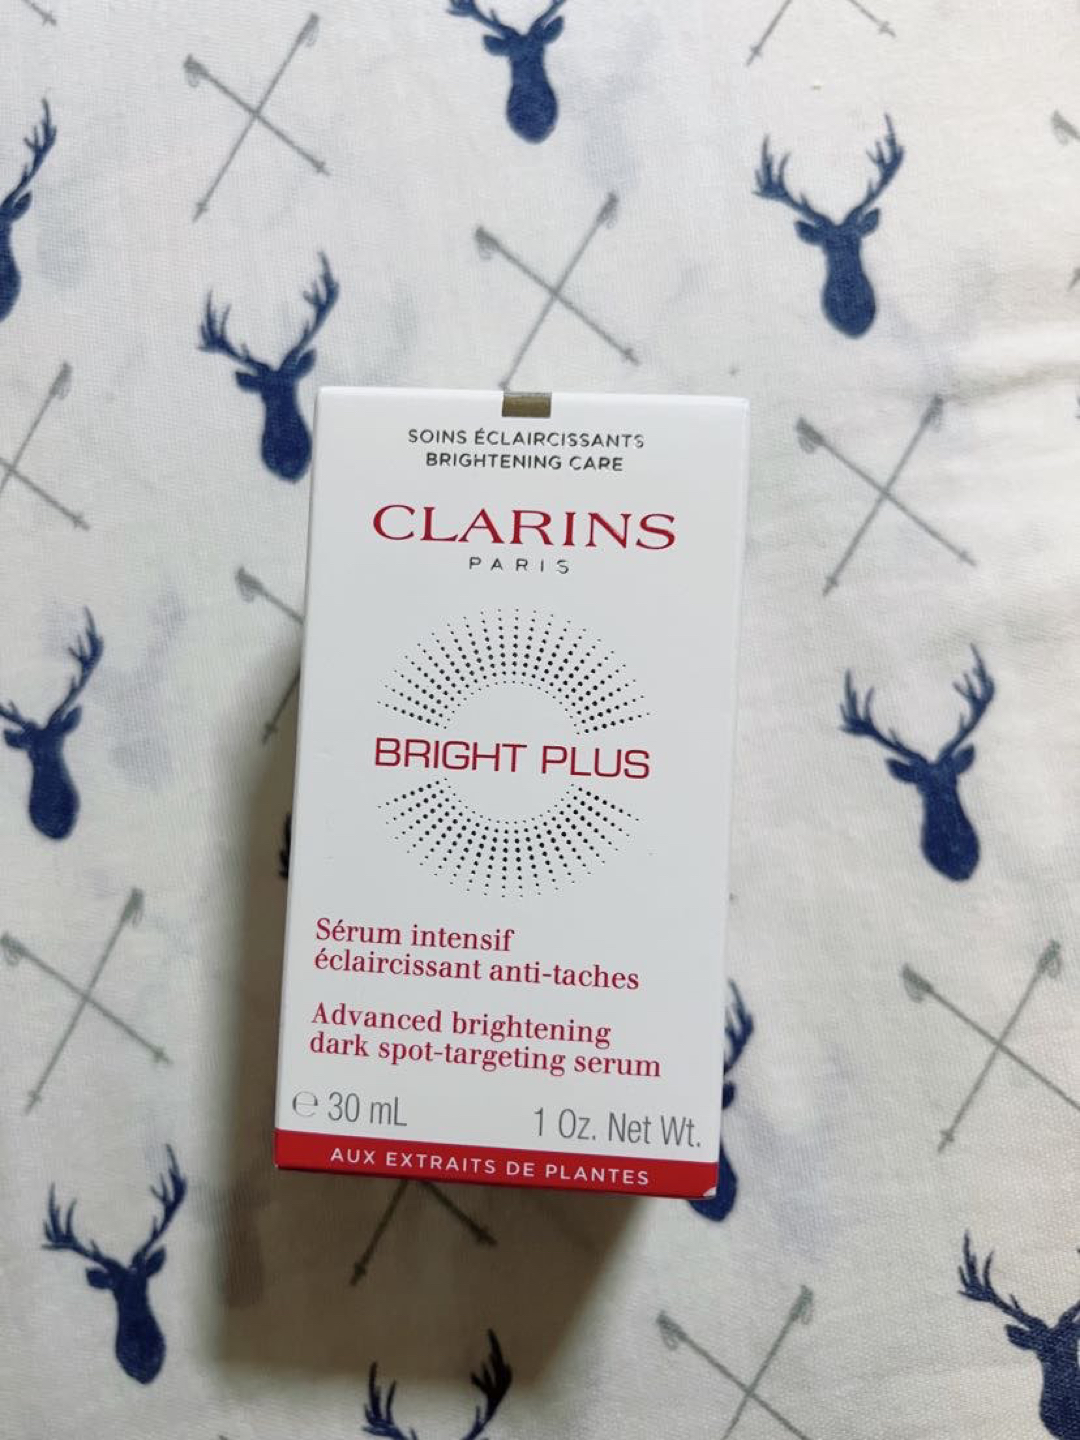 SOINS ÉCLAIRCISSANTS
BRIGHTENING CARE
CLARINS
PARIS
BRIGHT PLUS
Sérum intensif
éclaircissant anti-taches
Advanced brightening
dark spot-targeting serum
℮ 30 mL 1 Oz. Net Wt.
AUX EXTRAITS DE PLANTES